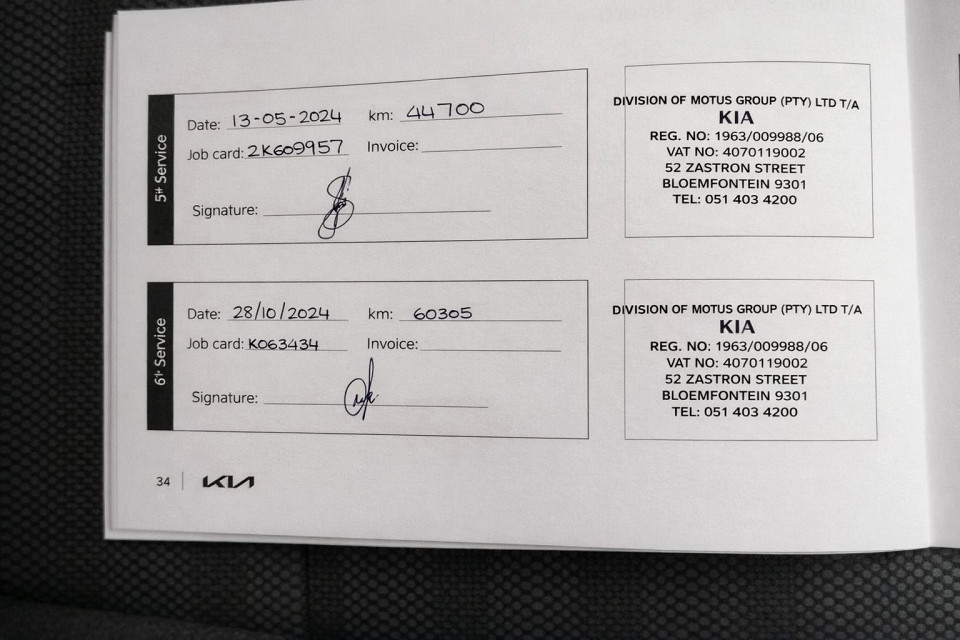 5th Service
Date: 13-05-2024 km: 44700
Job card: 2K609957 Invoice:
Signature:
DIVISION OF MOTUS GROUP (PTY) LTD T/A
KIA
REG. NO: 1963/009988/06
VAT NO: 4070119002
52 ZASTRON STREET
BLOEMFONTEIN 9301
TEL: 051 403 4200
6th Service
Date: 28/10/2024 km: 60305
Job card: K063434 Invoice:
Signature:
DIVISION OF MOTUS GROUP (PTY) LTD T/A
KIA
REG. NO: 1963/009988/06
VAT NO: 4070119002
52 ZASTRON STREET
BLOEMFONTEIN 9301
TEL: 051 403 4200
34 | KIA